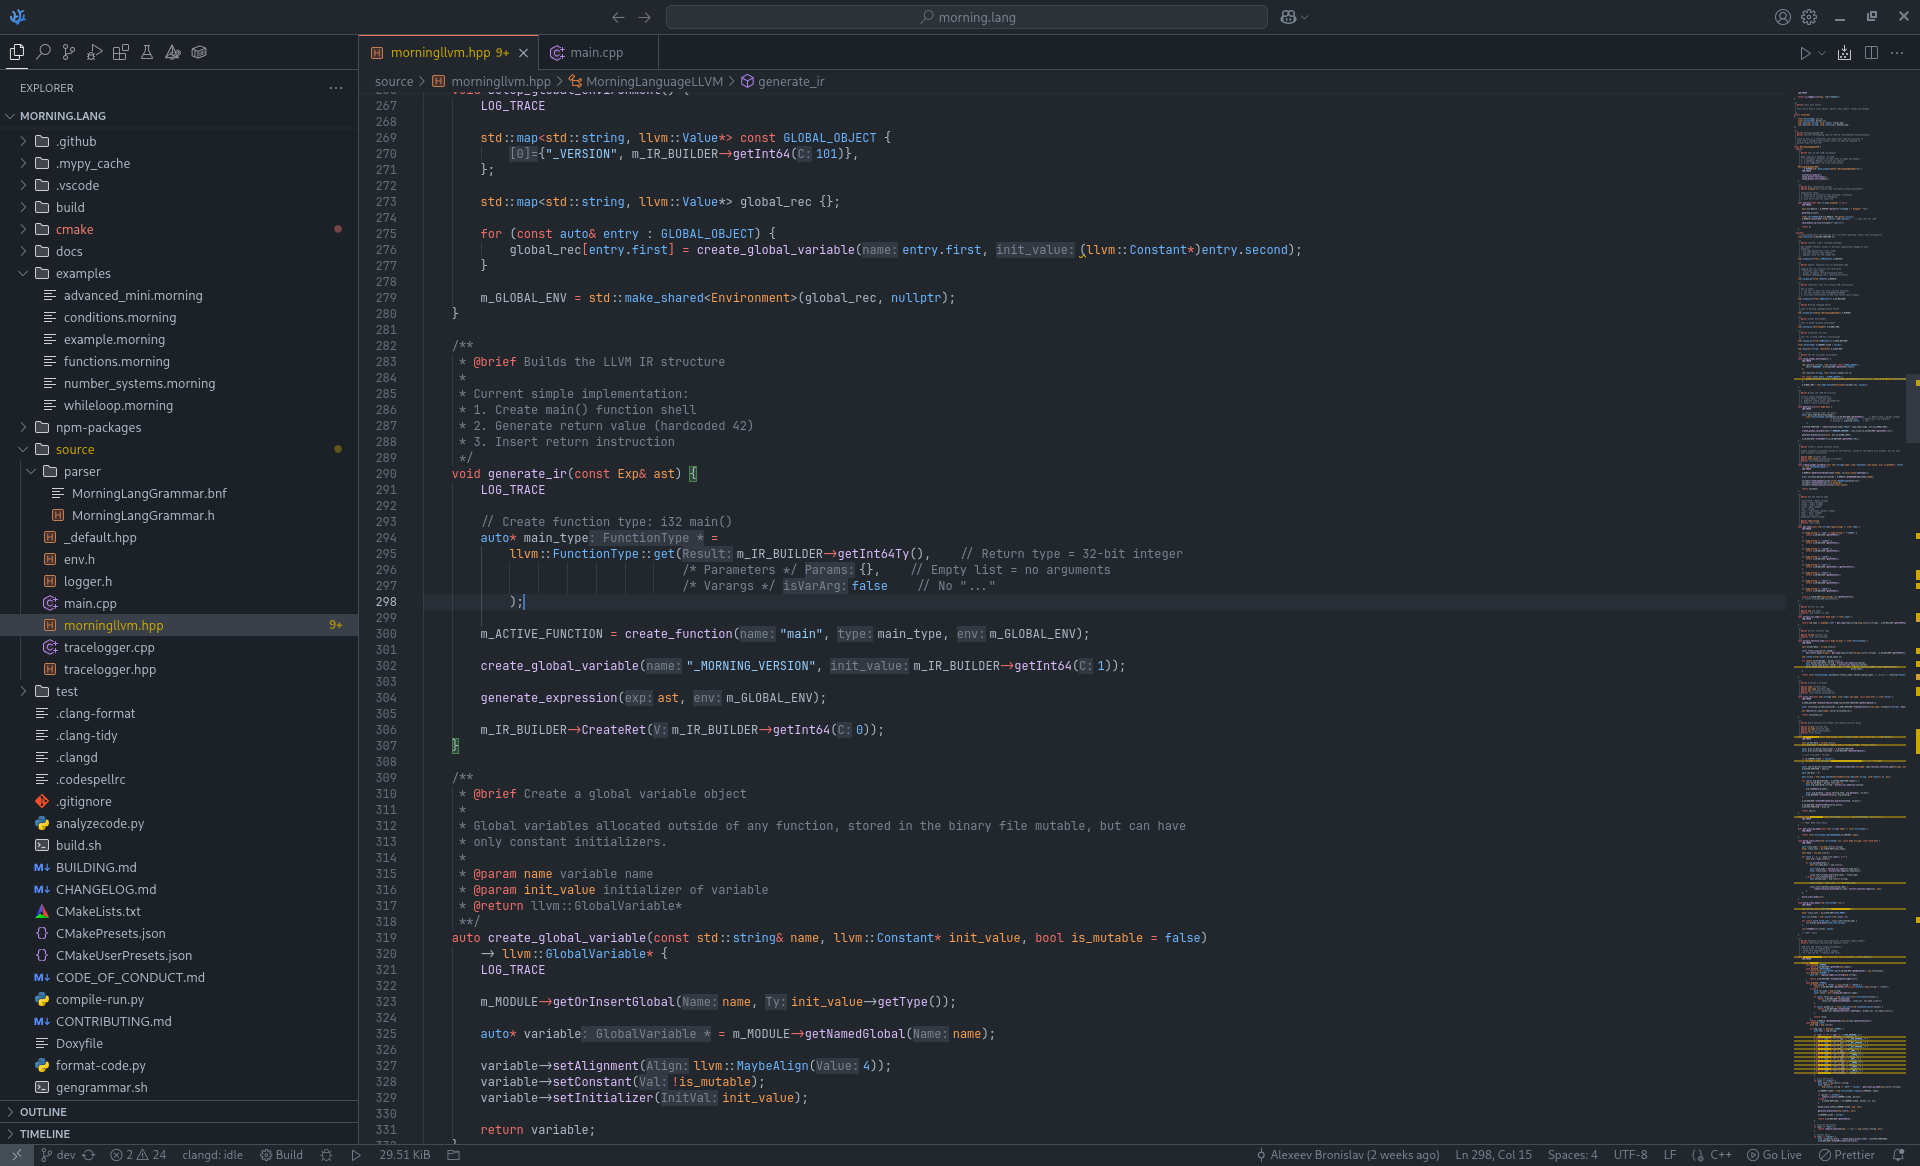 morning.lang
EXPLORER
MORNING.LANG
.github
.mypy_cache
.vscode
build
cmake
docs
examples
advanced_mini.morning
conditions.morning
example.morning
functions.morning
number_systems.morning
whileloop.morning
npm-packages
source
parser
MorningLangGrammar.bnf
MorningLangGrammar.h
_default.hpp
env.h
logger.h
main.cpp
morningllvm.hpp 9+
tracelogger.cpp
tracelogger.hpp
test
.clang-format
.clang-tidy
.clangd
.codespellrc
.gitignore
analyzecode.py
build.sh
BUILDING.md
CHANGELOG.md
CMakeLists.txt
CMakePresets.json
CMakeUserPresets.json
CODE_OF_CONDUCT.md
compile-run.py
CONTRIBUTING.md
Doxyfile
format-code.py
gengrammar.sh
OUTLINE
TIMELINE
morningllvm.hpp 9+ main.cpp
source > morningllvm.hpp > MorningLanguageLLVM > generate_ir
267 LOG_TRACE
268
269 std::map<std::string, llvm::Value*> const GLOBAL_OBJECT {
270 [0]={"_VERSION", m_IR_BUILDER->getInt64(C: 101)},
271 };
272
273 std::map<std::string, llvm::Value*> global_rec {};
274
275 for (const auto& entry : GLOBAL_OBJECT) {
276 global_rec[entry.first] = create_global_variable(name: entry.first, init_value: (llvm::Constant*)entry.second);
277 }
278
279 m_GLOBAL_ENV = std::make_shared<Environment>(global_rec, nullptr);
280 }
281
282 /**
283 * @brief Builds the LLVM IR structure
284 *
285 * Current simple implementation:
286 * 1. Create main() function shell
287 * 2. Generate return value (hardcoded 42)
288 * 3. Insert return instruction
289 */
290 void generate_ir(const Exp& ast) {
291 LOG_TRACE
292
293 // Create function type: i32 main()
294 auto* main_type: FunctionType * =
295 llvm::FunctionType::get(Result: m_IR_BUILDER->getInt64Ty(), // Return type = 32-bit integer
296 /* Parameters */ Params: {}, // Empty list = no arguments
297 /* Varargs */ isVarArg: false // No "..."
298 );
299
300 m_ACTIVE_FUNCTION = create_function(name: "main", type: main_type, env: m_GLOBAL_ENV);
301
302 create_global_variable(name: "_MORNING_VERSION", init_value: m_IR_BUILDER->getInt64(C: 1));
303
304 generate_expression(exp: ast, env: m_GLOBAL_ENV);
305
306 m_IR_BUILDER->CreateRet(V: m_IR_BUILDER->getInt64(C: 0));
307 }
308
309 /**
310 * @brief Create a global variable object
311 *
312 * Global variables allocated outside of any function, stored in the binary file mutable, but can have
313 * only constant initializers.
314 *
315 * @param name variable name
316 * @param init_value initializer of variable
317 * @return llvm::GlobalVariable*
318 **/
319 auto create_global_variable(const std::string& name, llvm::Constant* init_value, bool is_mutable = false)
320 -> llvm::GlobalVariable* {
321 LOG_TRACE
322
323 m_MODULE->getOrInsertGlobal(Name: name, Ty: init_value->getType());
324
325 auto* variable: GlobalVariable * = m_MODULE->getNamedGlobal(Name: name);
326
327 variable->setAlignment(Align: llvm::MaybeAlign(Value: 4));
328 variable->setConstant(Val: !is_mutable);
329 variable->setInitializer(InitVal: init_value);
330
331 return variable;
dev 2 24 clangd: idle Build 29.51 KiB Alexeev Bronislav (2 weeks ago) Ln 298, Col 15 Spaces: 4 UTF-8 LF C++ Go Live Prettier